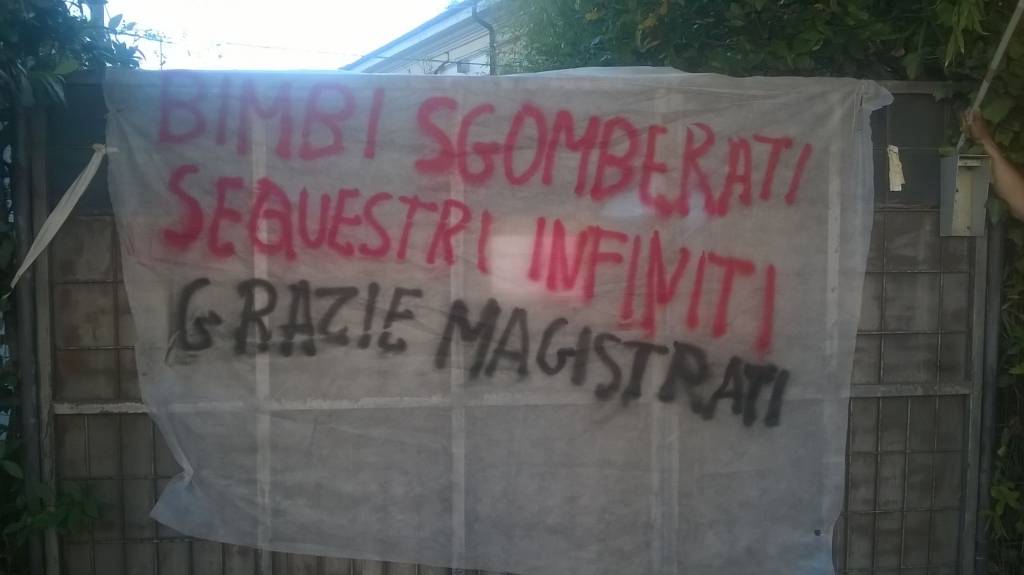 BIMBI SGOMBERATI
SEQUESTRI INFINITI
GRAZIE MAGISTRATI